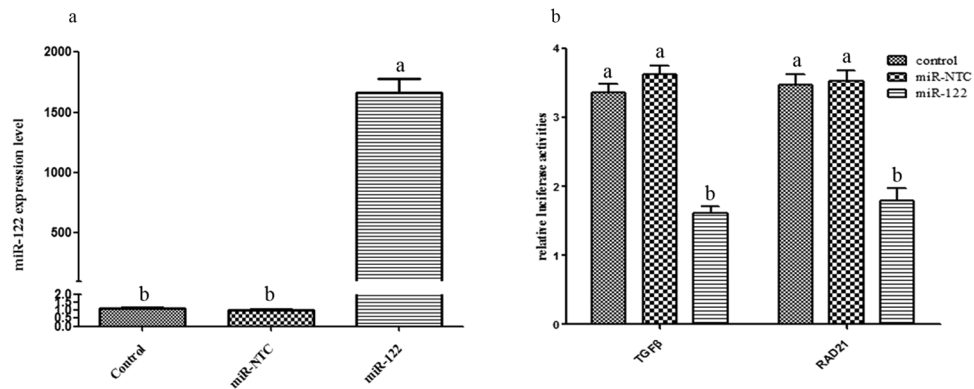 a
miR-122 expression level
2000
1500
1000
500
2.0
1.5
1.0
0.5
0.0
b
b
a
Control
miR-NTC
miR-122
b
relative luciferase activities
4
3
2
1
0
a
a
b
a
a
b
TGFβ
RAD21
control
miR-NTC
miR-122